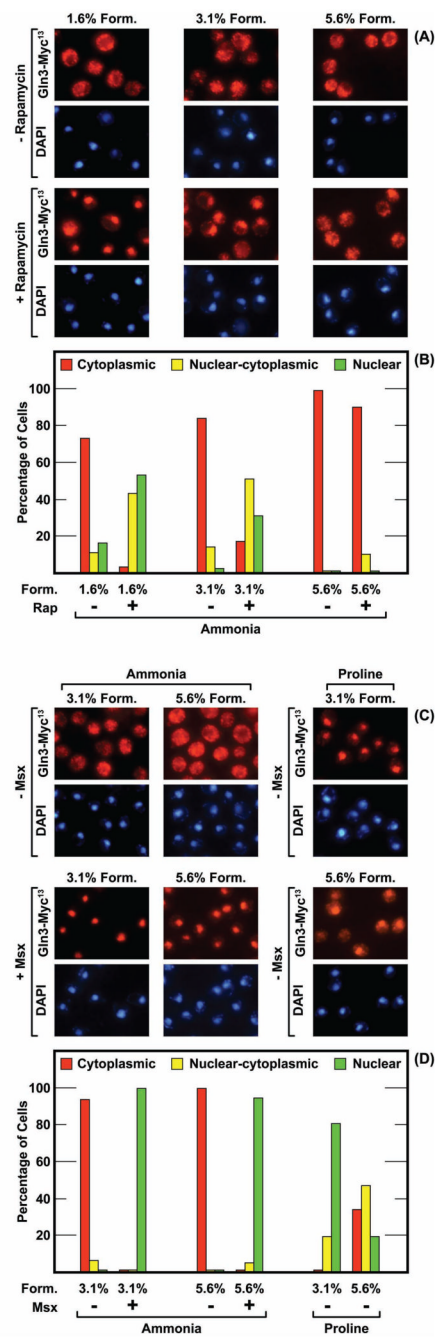 1.6% Form. 3.1% Form. 5.6% Form.
(A)
- Rapamycin
Gln3-Myc¹³
DAPI
+ Rapamycin
Gln3-Myc¹³
DAPI
(B)
Cytoplasmic Nuclear-cytoplasmic Nuclear
Percentage of Cells
100
80
60
40
20
Form. 1.6% 1.6% 3.1% 3.1% 5.6% 5.6%
Rap - + - + - +
Ammonia
Ammonia Proline
3.1% Form. 5.6% Form. 3.1% Form.
(C)
- Msx
Gln3-Myc¹³
DAPI
- Msx
Gln3-Myc¹³
DAPI
3.1% Form. 5.6% Form. 5.6% Form.
+ Msx
Gln3-Myc¹³
DAPI
- Msx
Gln3-Myc¹³
DAPI
(D)
Cytoplasmic Nuclear-cytoplasmic Nuclear
Percentage of Cells
100
80
60
40
20
Form. 3.1% 3.1% 5.6% 5.6% 3.1% 5.6%
Msx - + - + - -
Ammonia Proline